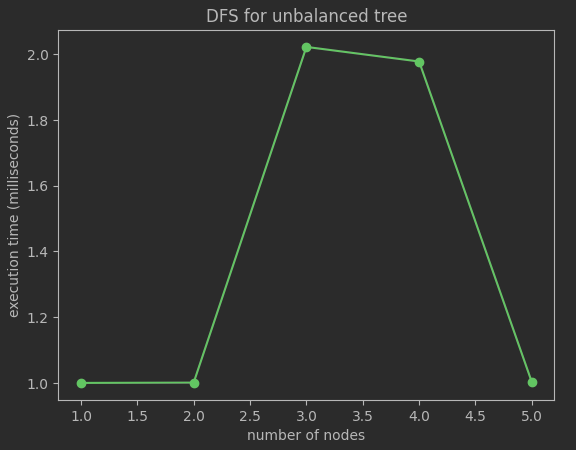 DFS for unbalanced tree
execution time (milliseconds)
2.0
1.8
1.6
1.4
1.2
1.0
1.0 1.5 2.0 2.5 3.0 3.5 4.0 4.5 5.0
number of nodes